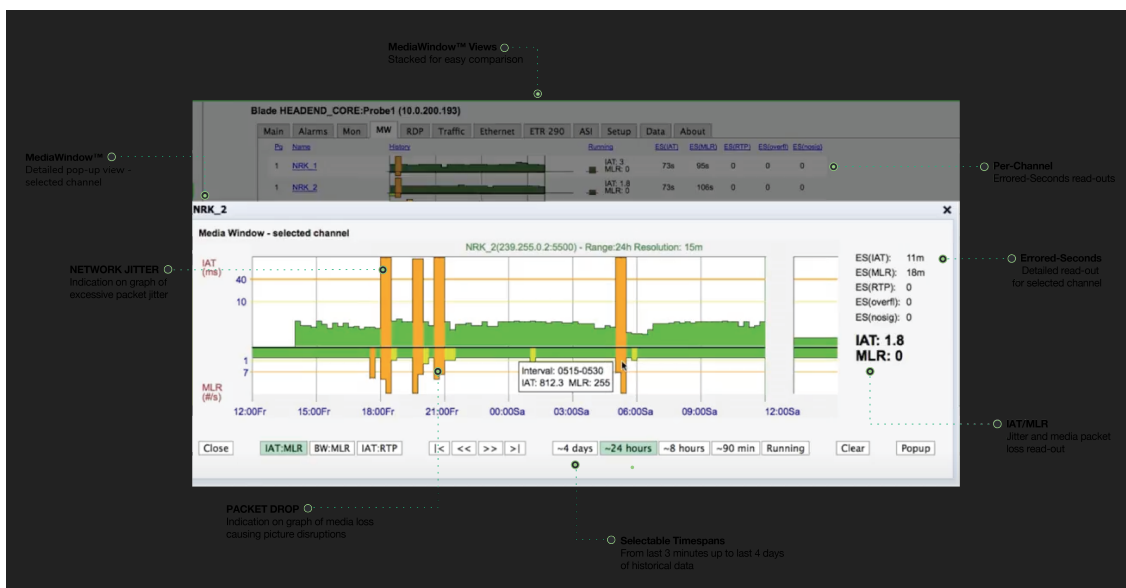 MediaWindow™ Views
Stacked for easy comparison
Blade HEADEND_CORE:Probe1 (10.0.200.193)
Main Alarms Mon MW RDP Traffic Ethernet ETR 290 ASI Setup Data About
Pg Name History Running ES(IAT) ES(MLR) ES(RTP) ES(overfl) ES(nosig)
1 NRK_1 IAT: 3 MLR: 0 73s 95s 0 0 0
1 NRK_2 IAT: 1.8 MLR: 0 73s 106s 0 0 0
MediaWindow™
Detailed pop-up view –
selected channel
Per-Channel
Errored-Seconds read-outs
NRK_2 X
Media Window - selected channel
NRK_2(239.255.0.2:5500) - Range:24h Resolution: 15m
IAT
(ms)
40
10
1
7
MLR
(#/s)
Interval: 0515-0530
IAT: 812.3 MLR: 255
12:00Fr 15:00Fr 18:00Fr 21:00Fr 00:00Sa 03:00Sa 06:00Sa 09:00Sa 12:00Sa
ES(IAT): 11m
ES(MLR): 18m
ES(RTP): 0
ES(overfl): 0
ES(nosig): 0
IAT: 1.8
MLR: 0
NETWORK JITTER
Indication on graph of
excessive packet jitter
Errored-Seconds
Detailed read-out
for selected channel
IAT/MLR
Jitter and media packet
loss read-out
Close IAT:MLR BW:MLR IAT:RTP |< << >> >| ~4 days ~24 hours ~8 hours ~90 min Running Clear Popup
PACKET DROP
Indication on graph of media loss
causing picture disruptions
Selectable Timespans
From last 3 minutes up to last 4 days
of historical data